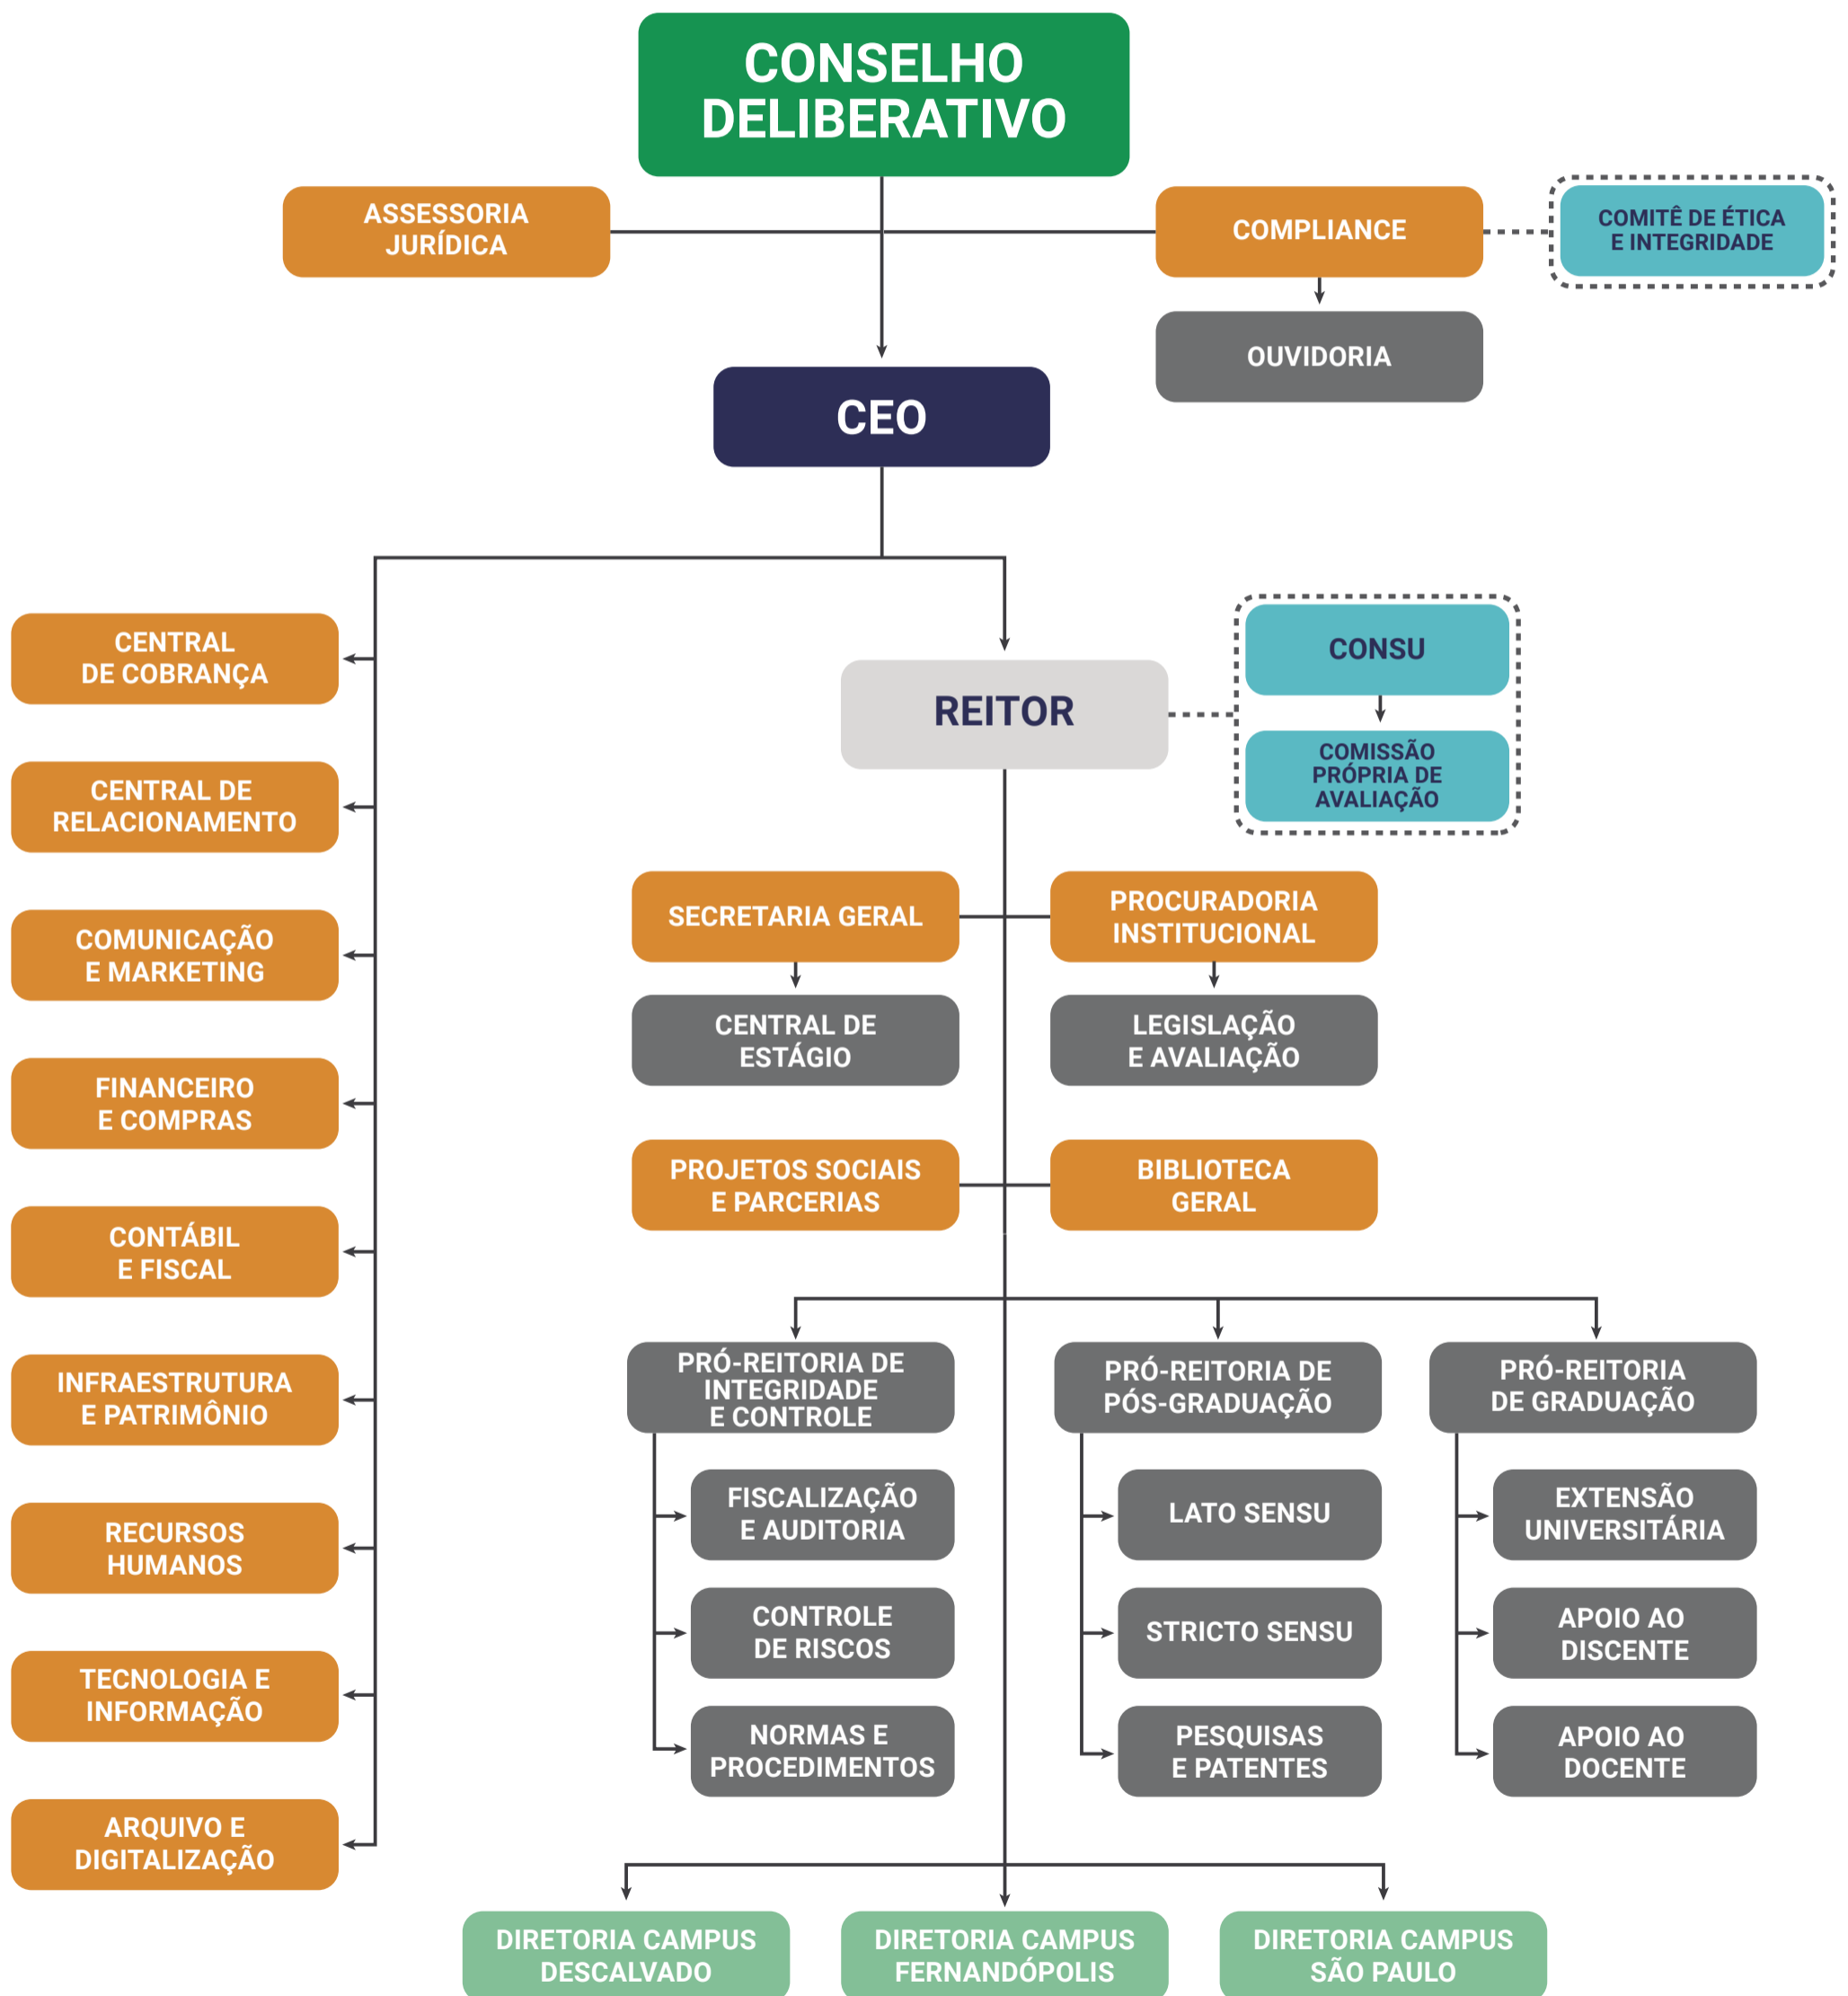 CONSELHO
DELIBERATIVO
ASSESSORIA
JURÍDICA
COMPLIANCE
COMITÊ DE ÉTICA
E INTEGRIDADE
OUVIDORIA
CEO
CENTRAL
DE COBRANÇA
CENTRAL DE
RELACIONAMENTO
COMUNICAÇÃO
E MARKETING
FINANCEIRO
E COMPRAS
CONTÁBIL
E FISCAL
INFRAESTRUTURA
E PATRIMÔNIO
RECURSOS
HUMANOS
TECNOLOGIA E
INFORMAÇÃO
ARQUIVO E
DIGITALIZAÇÃO
REITOR
CONSU
COMISSÃO
PRÓPRIA DE
AVALIAÇÃO
SECRETARIA GERAL
PROCURADORIA
INSTITUCIONAL
CENTRAL DE
ESTÁGIO
LEGISLAÇÃO
E AVALIAÇÃO
PROJETOS SOCIAIS
E PARCERIAS
BIBLIOTECA
GERAL
PRÓ-REITORIA DE
INTEGRIDADE
E CONTROLE
FISCALIZAÇÃO
E AUDITORIA
CONTROLE
DE RISCOS
NORMAS E
PROCEDIMENTOS
PRÓ-REITORIA DE
PÓS-GRADUAÇÃO
LATO SENSU
STRICTO SENSU
PESQUISAS
E PATENTES
PRÓ-REITORIA
DE GRADUAÇÃO
EXTENSÃO
UNIVERSITÁRIA
APOIO AO
DISCENTE
APOIO AO
DOCENTE
DIRETORIA CAMPUS
DESCALVADO
DIRETORIA CAMPUS
FERNANDÓPOLIS
DIRETORIA CAMPUS
SÃO PAULO